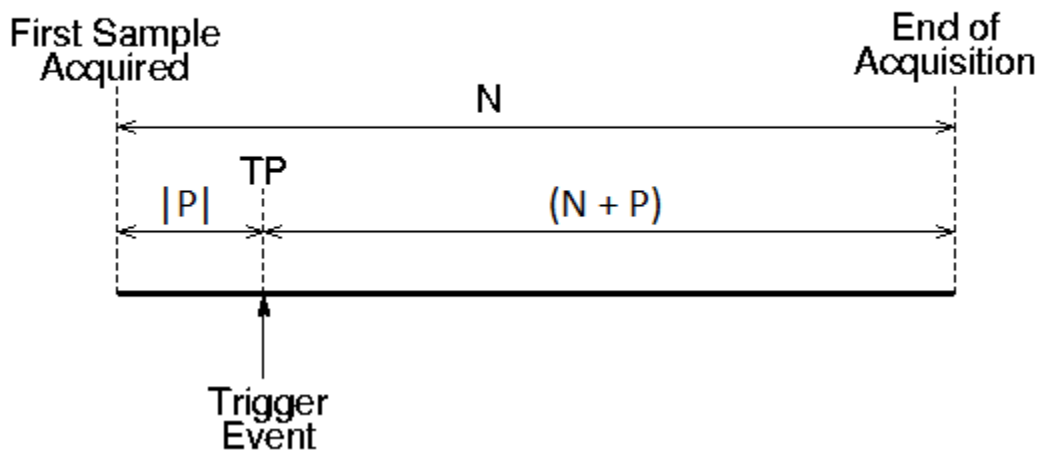 First Sample
Acquired
End of
Acquisition
N
TP
|P|
(N + P)
Trigger
Event